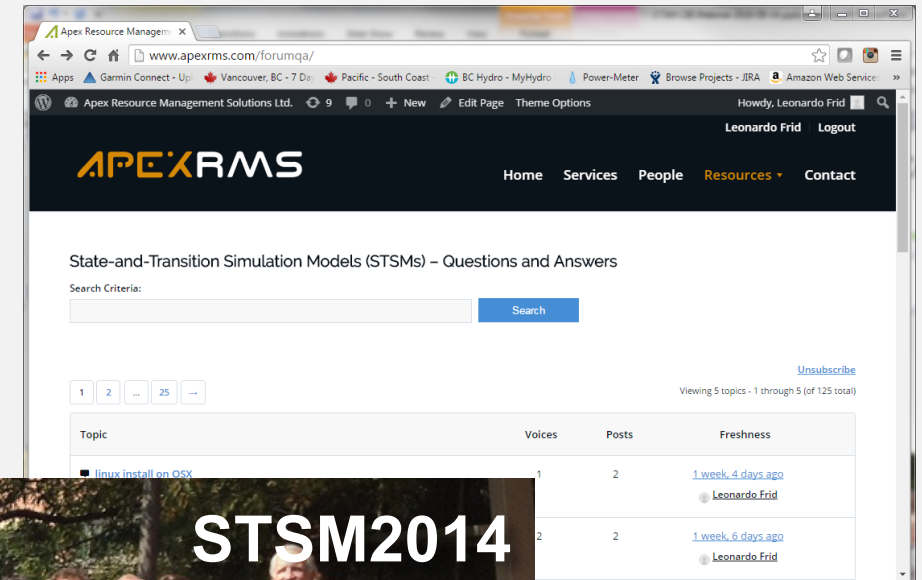 Apex Resource Managem
www.apexrms.com/forumqa/
Apps Garmin Connect - Upl Vancouver, BC - 7 Day Pacific - South Coast - BC Hydro - MyHydro Power-Meter Browse Projects - JIRA Amazon Web Services »
Apex Resource Management Solutions Ltd. 9 0 + New Edit Page Theme Options Howdy, Leonardo Frid
Leonardo Frid Logout
APEXRMS
Home Services People Resources Contact
State-and-Transition Simulation Models (STSMs) – Questions and Answers
Search Criteria:
Search
Unsubscribe
1 2 ... 25 →
Viewing 5 topics - 1 through 5 (of 125 total)
Topic Voices Posts Freshness
linux install on OSX 1 2 1 week, 4 days ago
Leonardo Frid
2 2 1 week, 6 days ago
Leonardo Frid
STSM2014